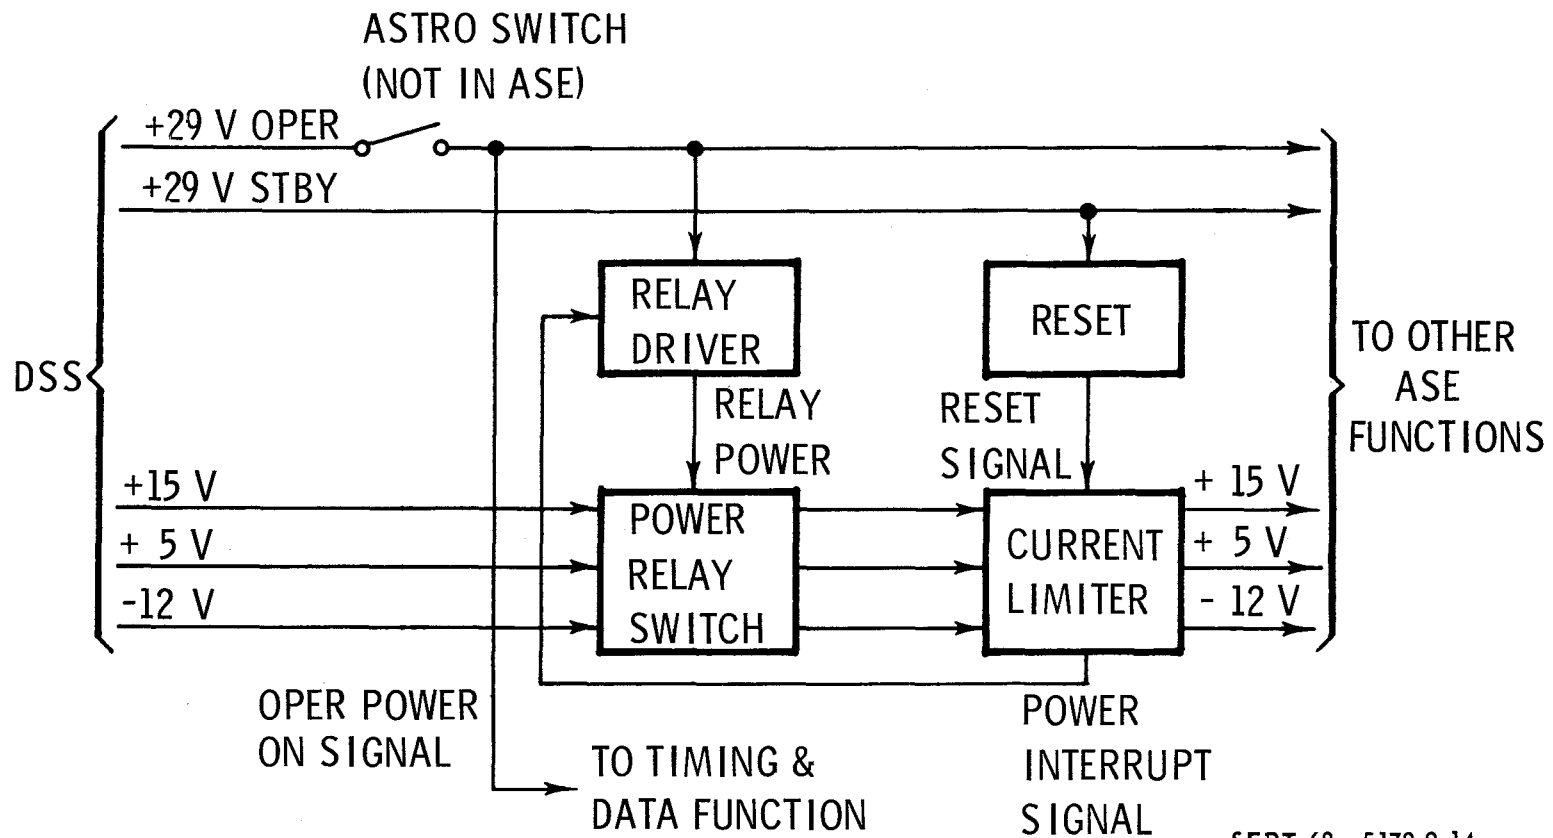 ASTRO SWITCH
(NOT IN ASE)
+29 V OPER
+29 V STBY
RELAY
DRIVER
RESET
DSS
TO OTHER
ASE
FUNCTIONS
RELAY
POWER
RESET
SIGNAL
+15 V
+ 5 V
-12 V
POWER
RELAY
SWITCH
CURRENT
LIMITER
+ 15 V
+ 5 V
- 12 V
OPER POWER
ON SIGNAL
TO TIMING &
DATA FUNCTION
POWER
INTERRUPT
SIGNAL